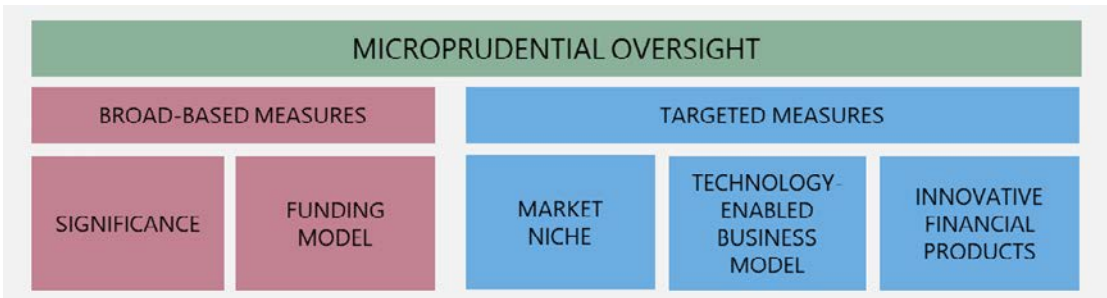 MICROPRUDENTIAL OVERSIGHT
BROAD-BASED MEASURES
TARGETED MEASURES
SIGNIFICANCE
FUNDING
MODEL
MARKET
NICHE
TECHNOLOGY-
ENABLED
BUSINESS
MODEL
INNOVATIVE
FINANCIAL
PRODUCTS